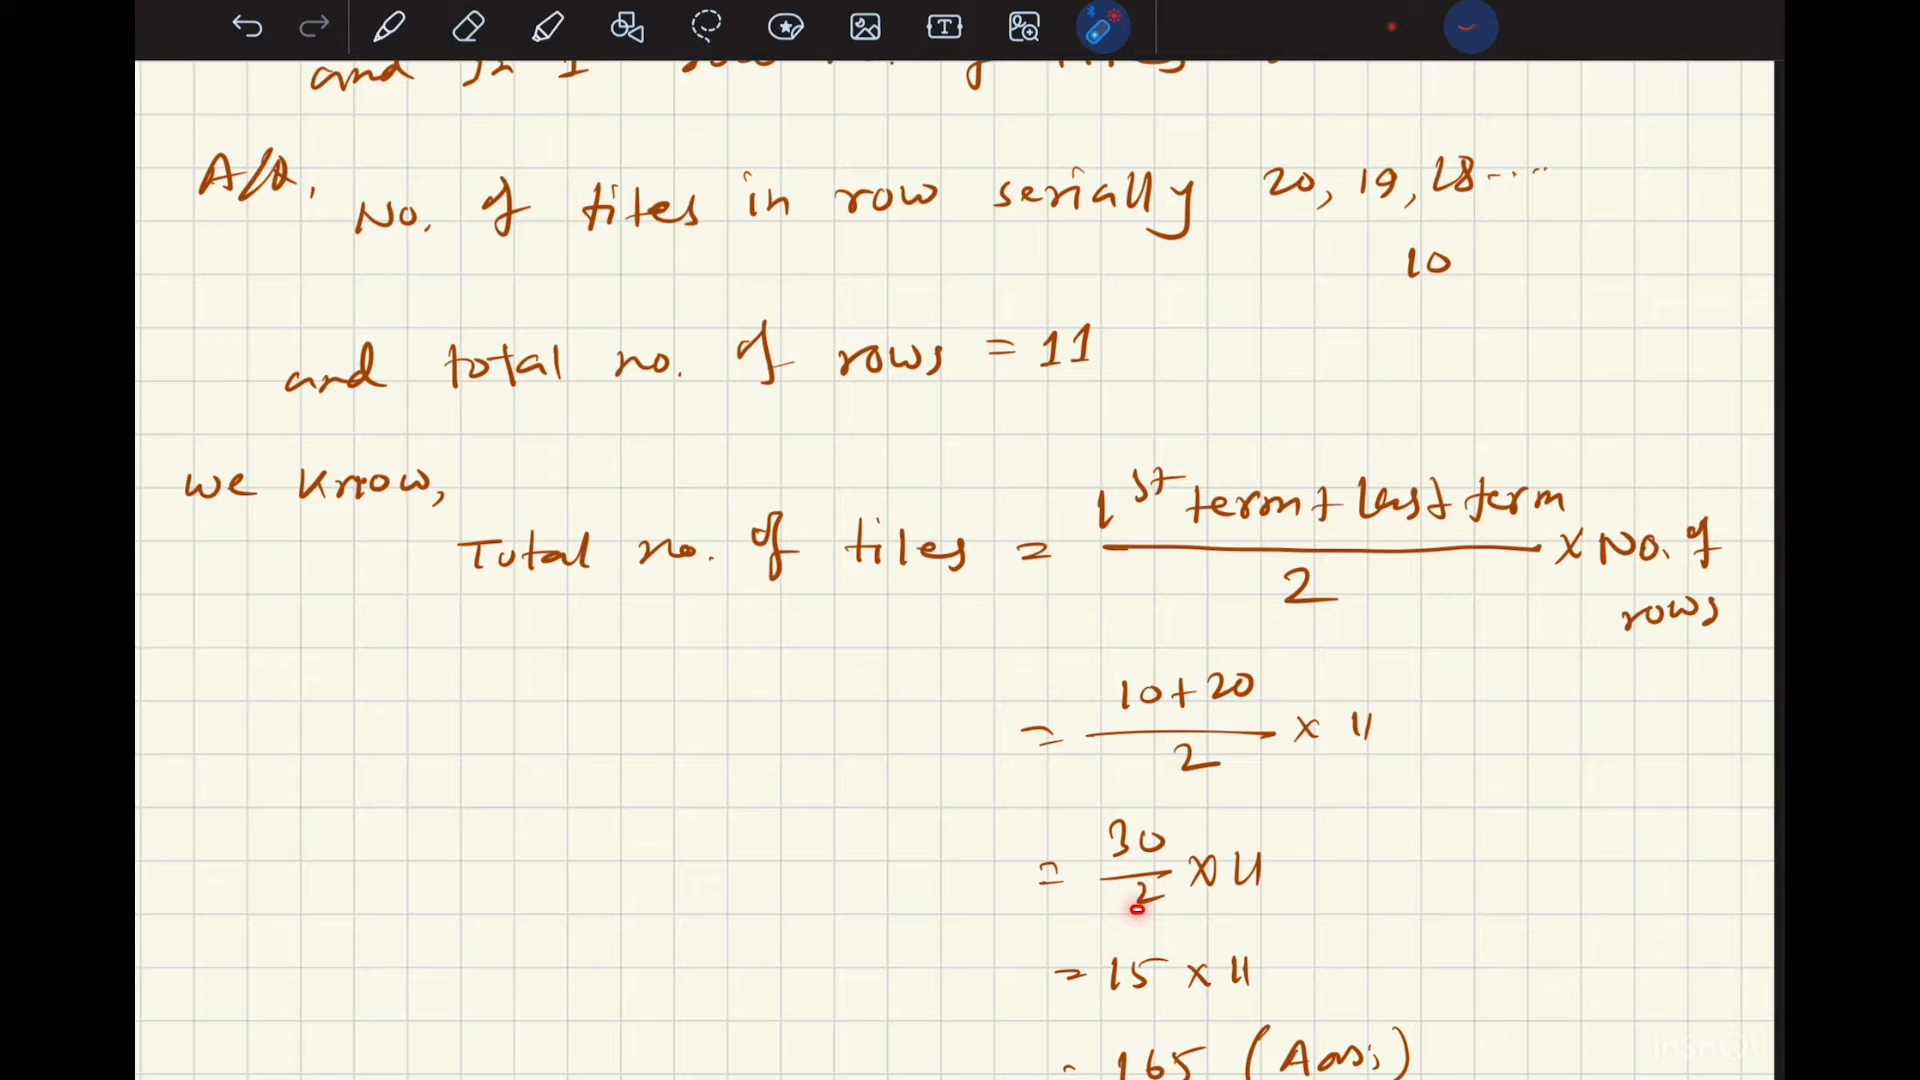 and
A/Q, No. of tiles in row serially 20, 19, 18....
10
and total no. of rows = 11
we know,
Total no. of tiles = 1st term + last term / 2 × No. of rows
= 10+20 / 2 × 11
= 30 / 2 × 11
= 15 × 11
= 165 (Ans.)